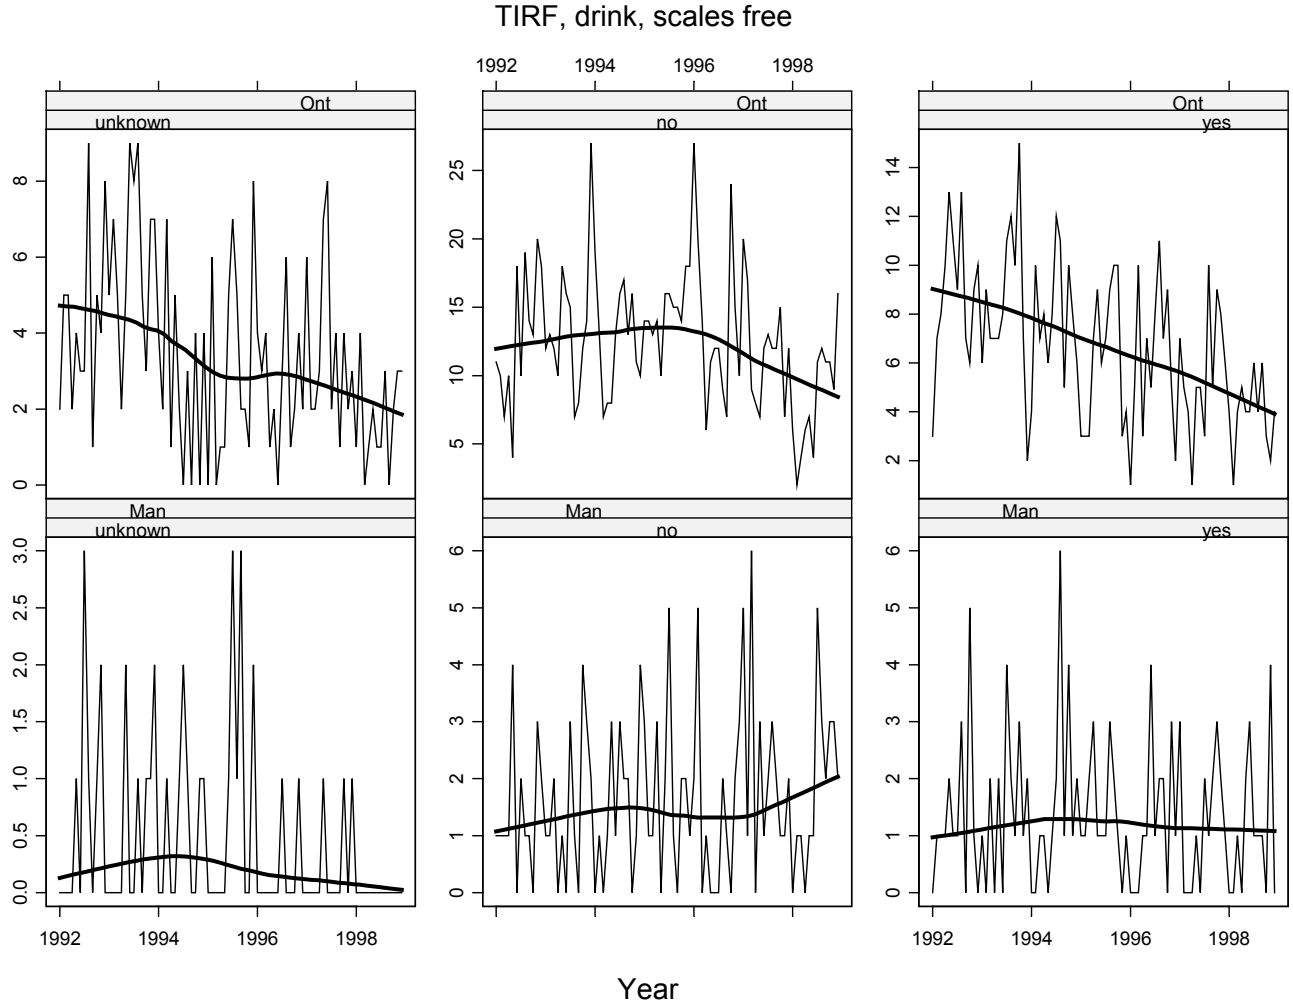 TIRF, drink, scales free
1992 1994 1996 1998
Ont Ont Ont
unknown no yes
0 2 4 6 8
5 10 15 20 25
2 4 6 8 10 12 14
Man Man Man
unknown no yes
0.0 0.5 1.0 1.5 2.0 2.5 3.0
0 1 2 3 4 5 6
0 1 2 3 4 5 6
1992 1994 1996 1998 1992 1994 1996 1998
Year